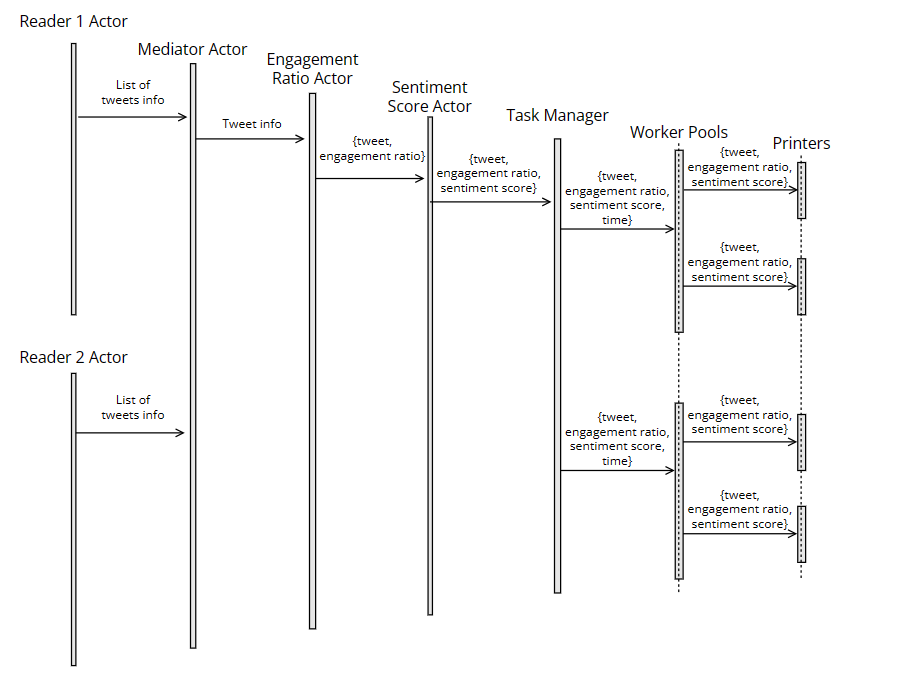 Reader 1 Actor
Mediator Actor
Engagement
Ratio Actor
Sentiment
Score Actor
Task Manager
Worker Pools
Printers
List of
tweets info
Tweet info
{tweet,
engagement ratio}
{tweet,
engagement ratio,
sentiment score}
{tweet,
engagement ratio,
sentiment score,
time}
{tweet,
engagement ratio,
sentiment score}
{tweet,
engagement ratio,
sentiment score}
Reader 2 Actor
List of
tweets info
{tweet,
engagement ratio,
sentiment score,
time}
{tweet,
engagement ratio,
sentiment score}
{tweet,
engagement ratio,
sentiment score}